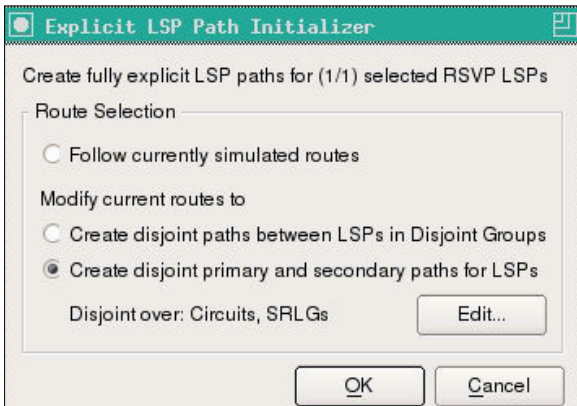 Explicit LSP Path Initializer
Create fully explicit LSP paths for (1/1) selected RSVP LSPs
Route Selection
Follow currently simulated routes
Modify current routes to
Create disjoint paths between LSPs in Disjoint Groups
Create disjoint primary and secondary paths for LSPs
Disjoint over: Circuits, SRLGs Edit...
OK Cancel